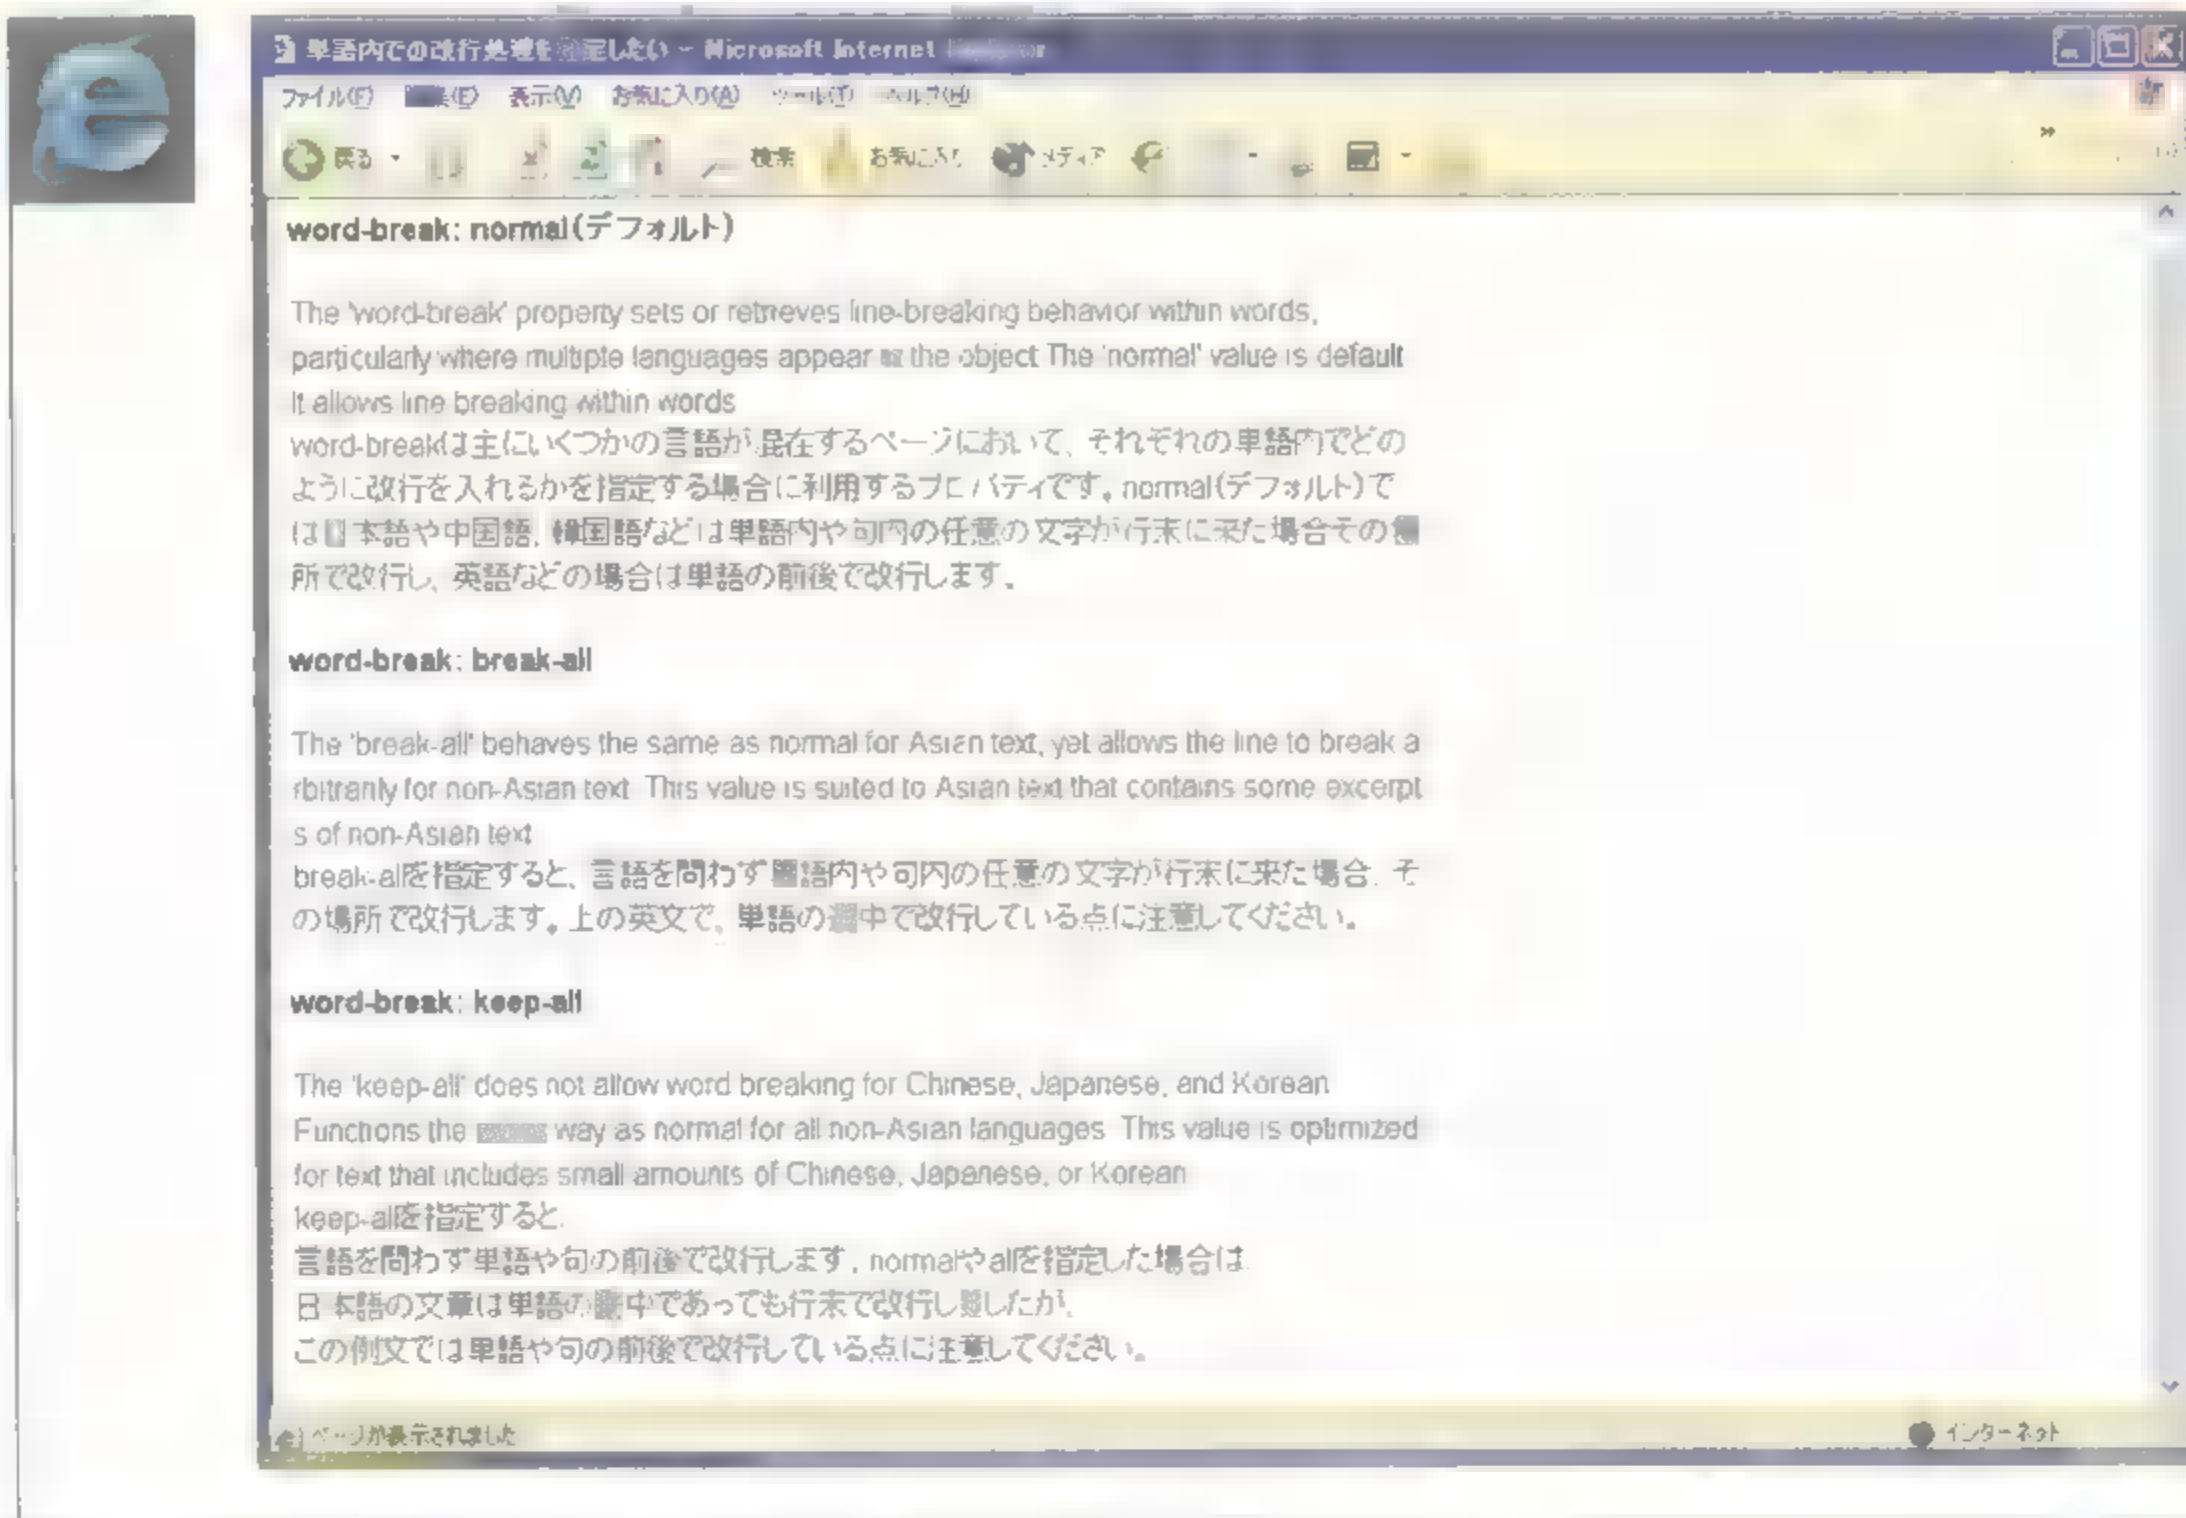 単語内での改行処理を指定したい - Microsoft Internet Explorer
ファイル(F) 編集(E) 表示(V) お気に入り(A) ツール(T) ヘルプ(H)
戻る 検索 お気に入り メディア
word-break: normal(デフォルト)
The 'word-break' property sets or retrieves line-breaking behavior within words,
particularly where multiple languages appear in the object The 'normal' value is default
It allows line breaking within words
word-breakは主にいくつかの言語が混在するページにおいて、それぞれの単語内でどの
ように改行を入れるかを指定する場合に利用するプロパティです。normal(デフォルト)で
は日本語や中国語、韓国語などは単語内や句内の任意の文字が行末に来た場合その場
所で改行し、英語などの場合は単語の前後で改行します。
word-break: break-all
The 'break-all' behaves the same as normal for Asian text, yet allows the line to break a
rbitrarily for non-Asian text This value is suited to Asian text that contains some excerpt
s of non-Asian text
break-allを指定すると、言語を問わず単語内や句内の任意の文字が行末に来た場合、そ
の場所で改行します。上の英文で、単語の途中で改行している点に注意してください。
word-break: keep-all
The 'keep-all' does not allow word breaking for Chinese, Japanese, and Korean
Functions the way as normal for all non-Asian languages This value is optimized
for text that includes small amounts of Chinese, Japanese, or Korean
keep-allを指定すると、
言語を問わず単語や句の前後で改行します。normalやallを指定した場合は
日本語の文章は単語の途中であっても行末で改行しましたが、
この例文では単語や句の前後で改行している点に注意してください。
ページが表示されました
インターネット